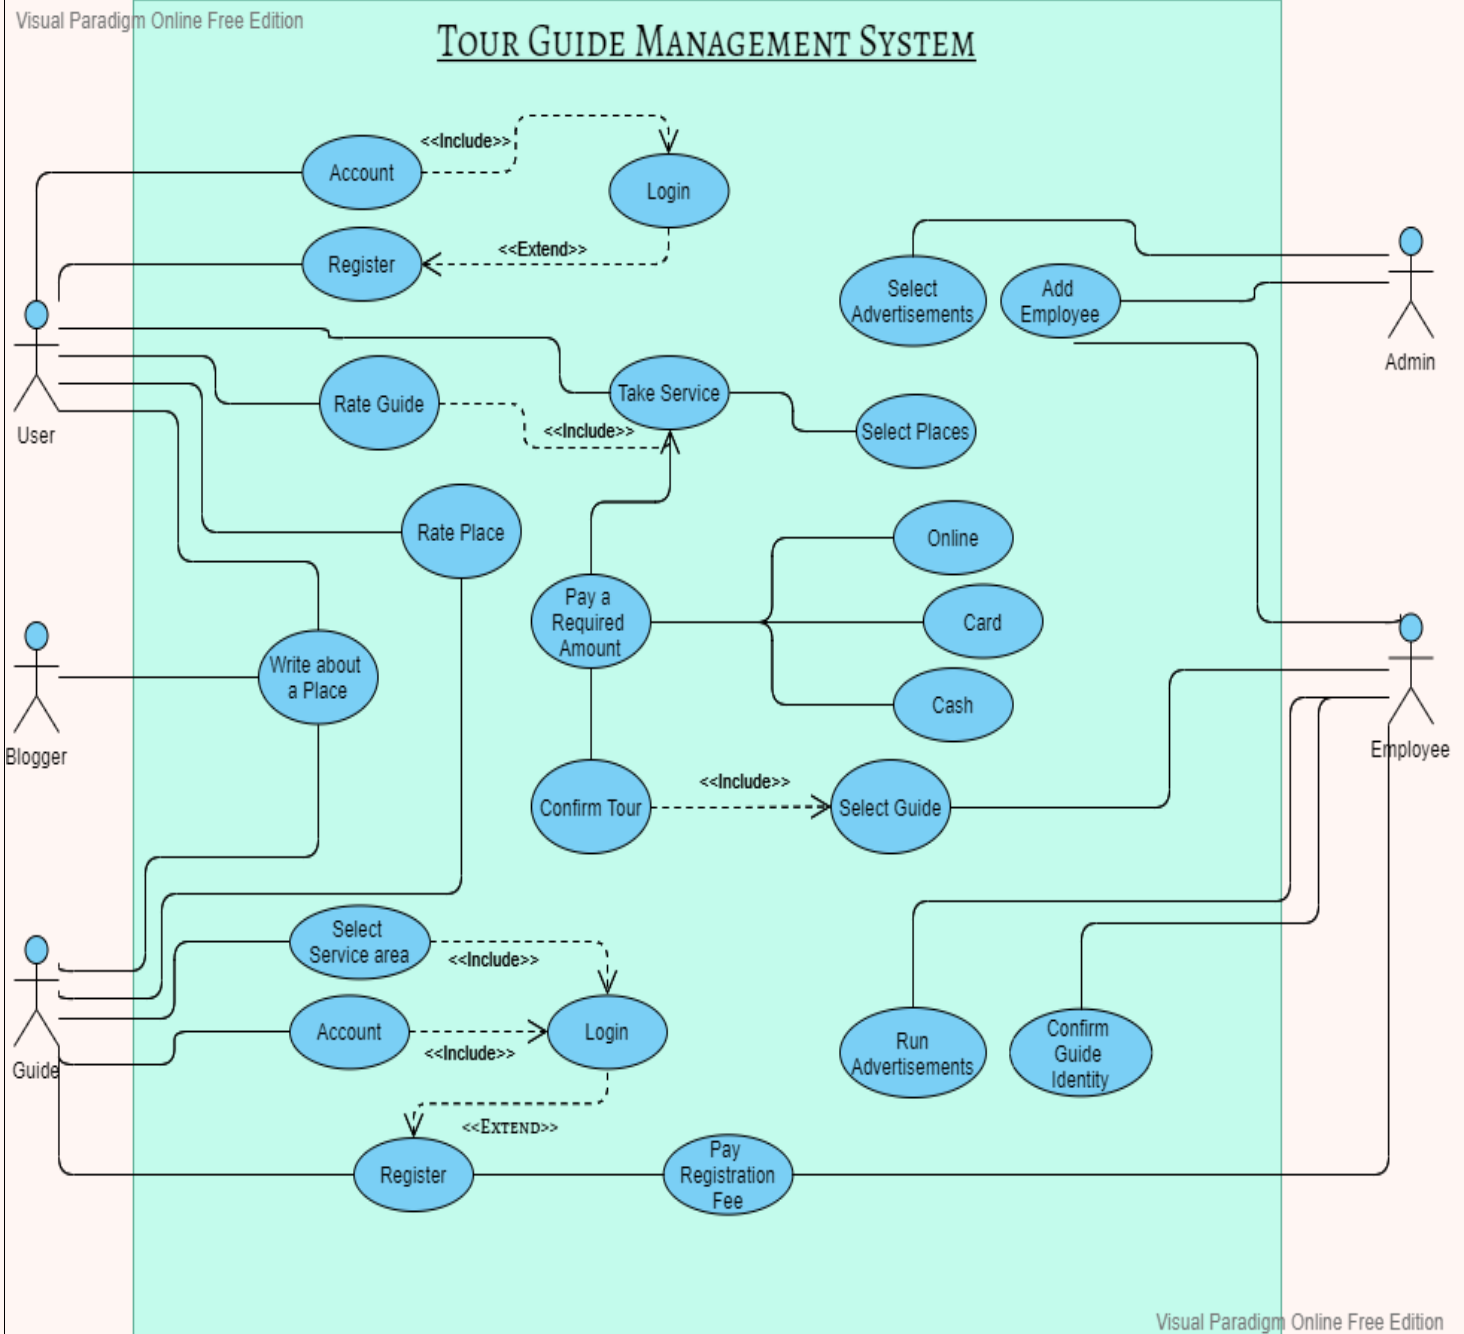 Visual Paradigm Online Free Edition
TOUR GUIDE MANAGEMENT SYSTEM
<<Include>>
Account
Login
<<Extend>>
Register
Select
Advertisements
Add
Employee
Admin
User
Rate Guide
Take Service
<<Include>>
Select Places
Rate Place
Online
Pay a
Required
Amount
Card
Write about
a Place
Cash
Blogger
Employee
<<Include>>
Confirm Tour
Select Guide
Select
Service area
<<Include>>
Guide
Account
<<Include>>
Login
Run
Advertisements
Confirm
Guide
Identity
<<EXTEND>>
Register
Pay
Registration
Fee
Visual Paradigm Online Free Edition